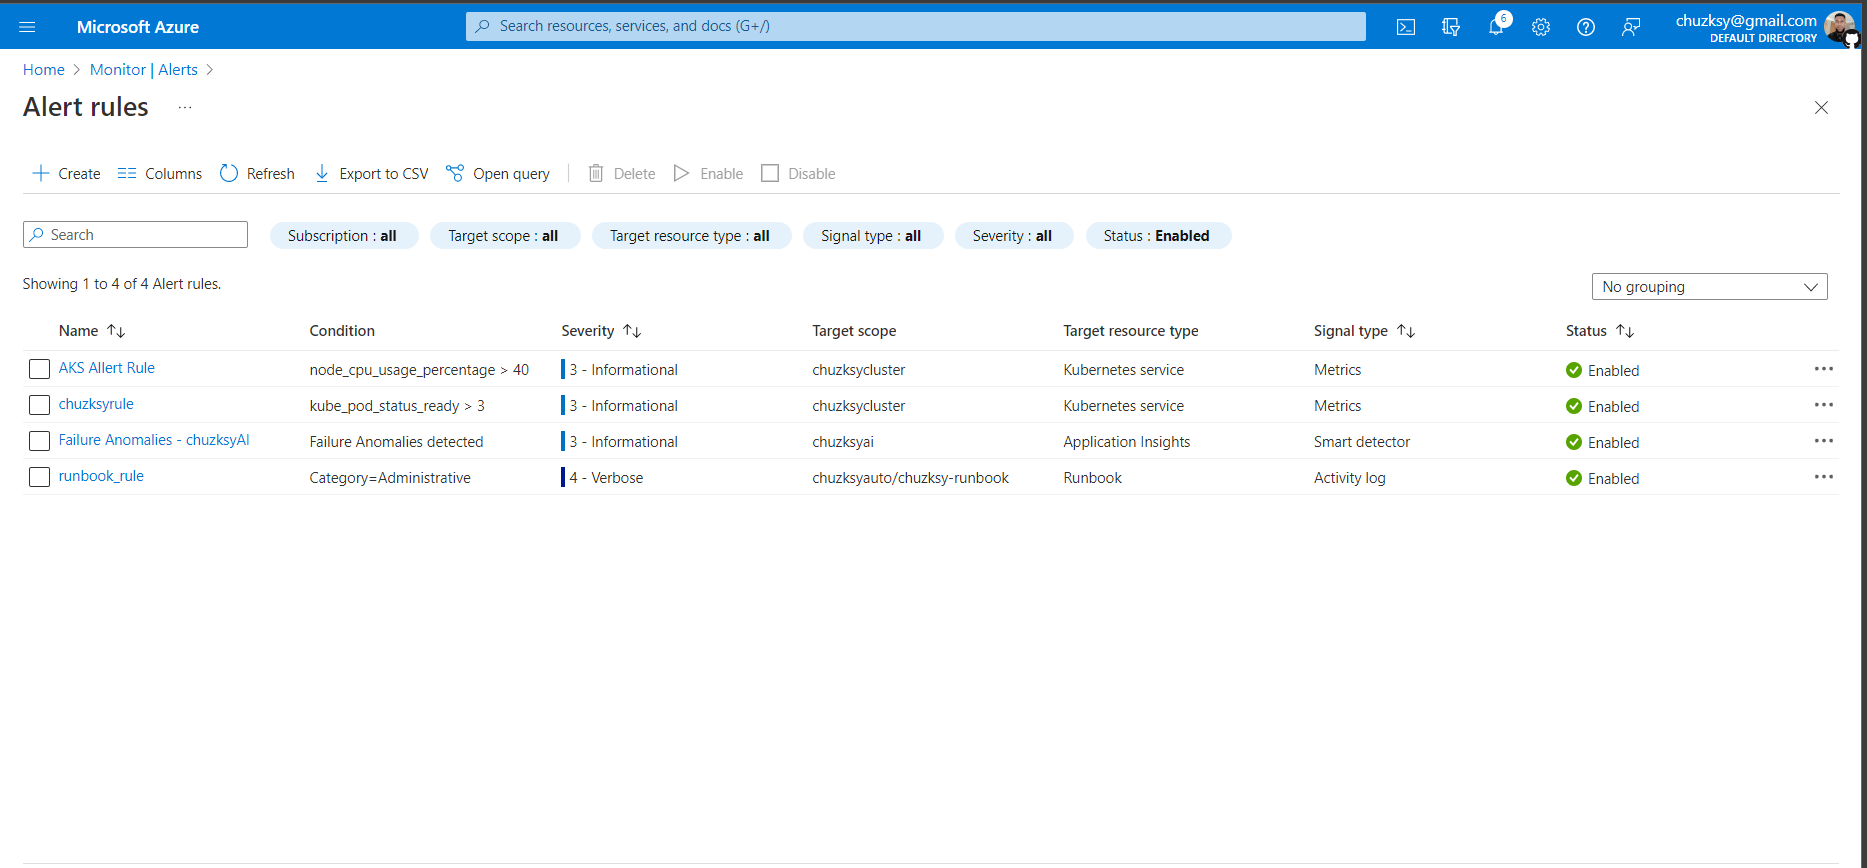 Microsoft Azure
Search resources, services, and docs (G+/)
6
chuzksy@gmail.com
DEFAULT DIRECTORY
Home > Monitor | Alerts >
Alert rules ...
Create Columns Refresh Export to CSV Open query Delete Enable Disable
Search Subscription : all Target scope : all Target resource type : all Signal type : all Severity : all Status : Enabled
Showing 1 to 4 of 4 Alert rules.
No grouping
Name Condition Severity Target scope Target resource type Signal type Status
AKS Allert Rule node_cpu_usage_percentage > 40 3 - Informational chuzksycluster Kubernetes service Metrics Enabled
chuzksyrule kube_pod_status_ready > 3 3 - Informational chuzksycluster Kubernetes service Metrics Enabled
Failure Anomalies - chuzksyAI Failure Anomalies detected 3 - Informational chuzksyai Application Insights Smart detector Enabled
runbook_rule Category=Administrative 4 - Verbose chuzksyauto/chuzksy-runbook Runbook Activity log Enabled